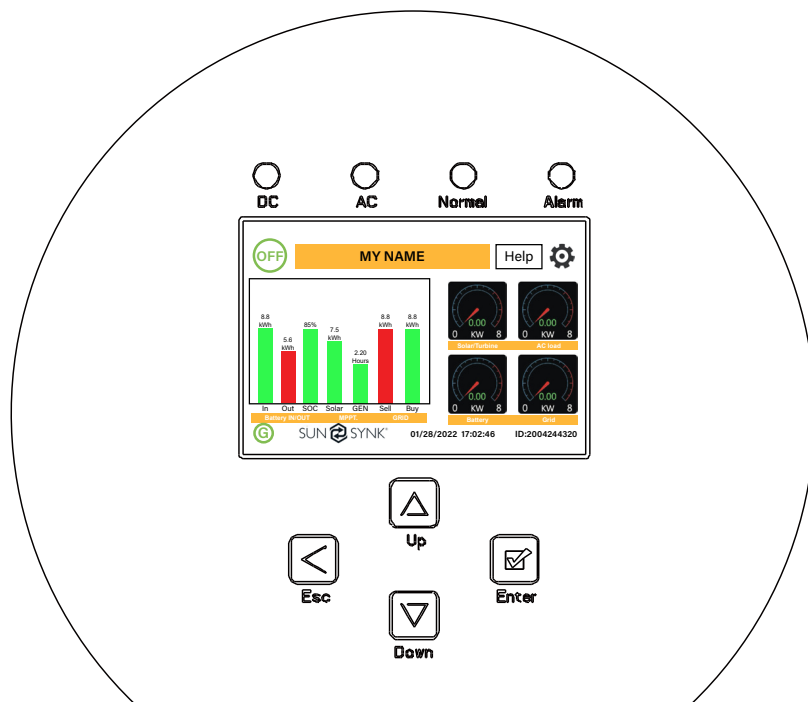 DC AC Normal Alarm
OFF MY NAME Help
8.8 kWh
5.6 kWh
85%
7.5 kWh
2.20 Hours
8.8 kWh
8.8 kWh
In Out SOC Solar GEN Sell Buy
Battery IN/OUT MPPT. GRID
0.00
0 KW 8
Solar/Turbine
0.00
0 KW 8
AC load
0.00
0 KW 8
Battery
0.00
0 KW 8
Grid
G SUN SYNK® 01/28/2022 17:02:46 ID:2004244320
Up
Esc Enter
Down